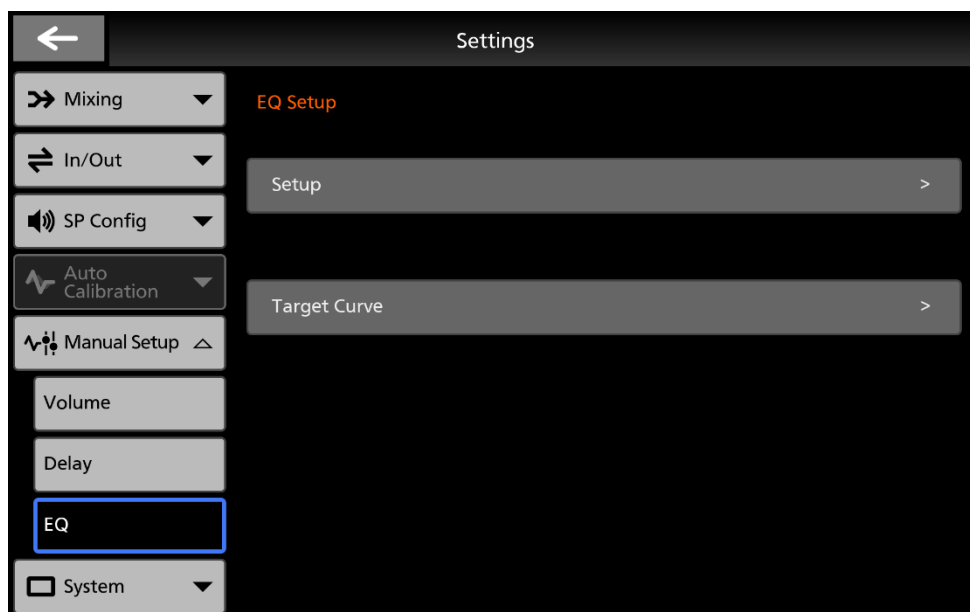 Settings
Mixing
In/Out
SP Config
Auto
Calibration
Manual Setup
Volume
Delay
EQ
System
EQ Setup
Setup >
Target Curve >